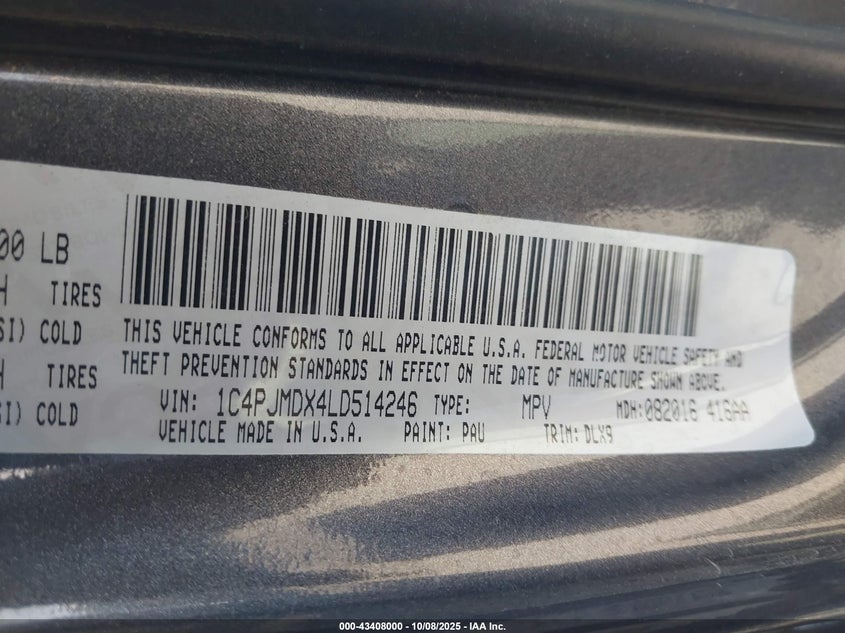 00 LB
TIRES
SI) COLD
TIRES
SI) COLD
THIS VEHICLE CONFORMS TO ALL APPLICABLE U.S.A. FEDERAL MOTOR VEHICLE SAFETY AND
THEFT PREVENTION STANDARDS IN EFFECT ON THE DATE OF MANUFACTURE SHOWN ABOVE.
VIN: 1C4PJMDX4LD514246 TYPE: MPV MDH: 082016 416AA
VEHICLE MADE IN U.S.A. PAINT: PAU TRIM: DLX9
000-43408000 - 10/08/2025 - IAA Inc.